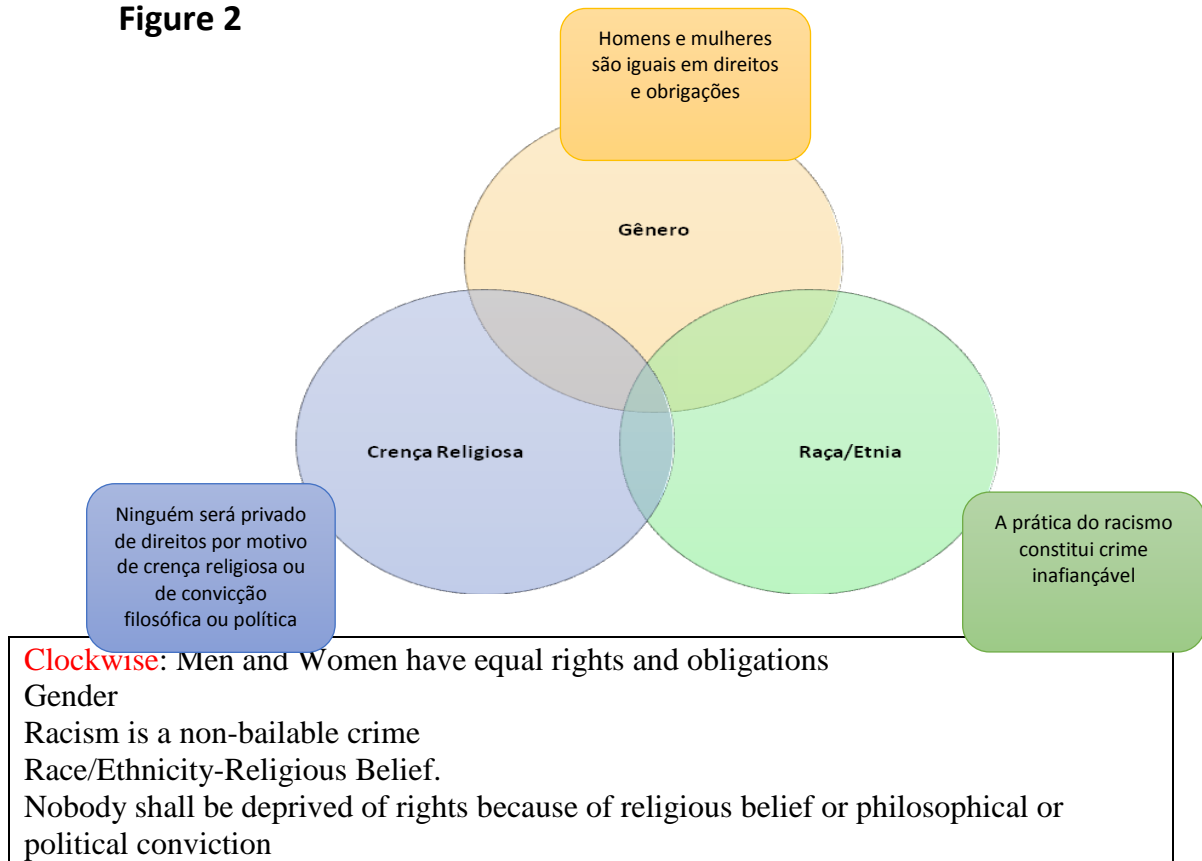 Figure 2
Homens e mulheres
são iguais em direitos
e obrigações
Gênero
Crença Religiosa
Raça/Etnia
Ninguém será privado
de direitos por motivo
de crença religiosa ou
de convicção
filosófica ou política
A prática do racismo
constitui crime
inafiançável
Clockwise: Men and Women have equal rights and obligations
Gender
Racism is a non-bailable crime
Race/Ethnicity-Religious Belief.
Nobody shall be deprived of rights because of religious belief or philosophical or
political conviction